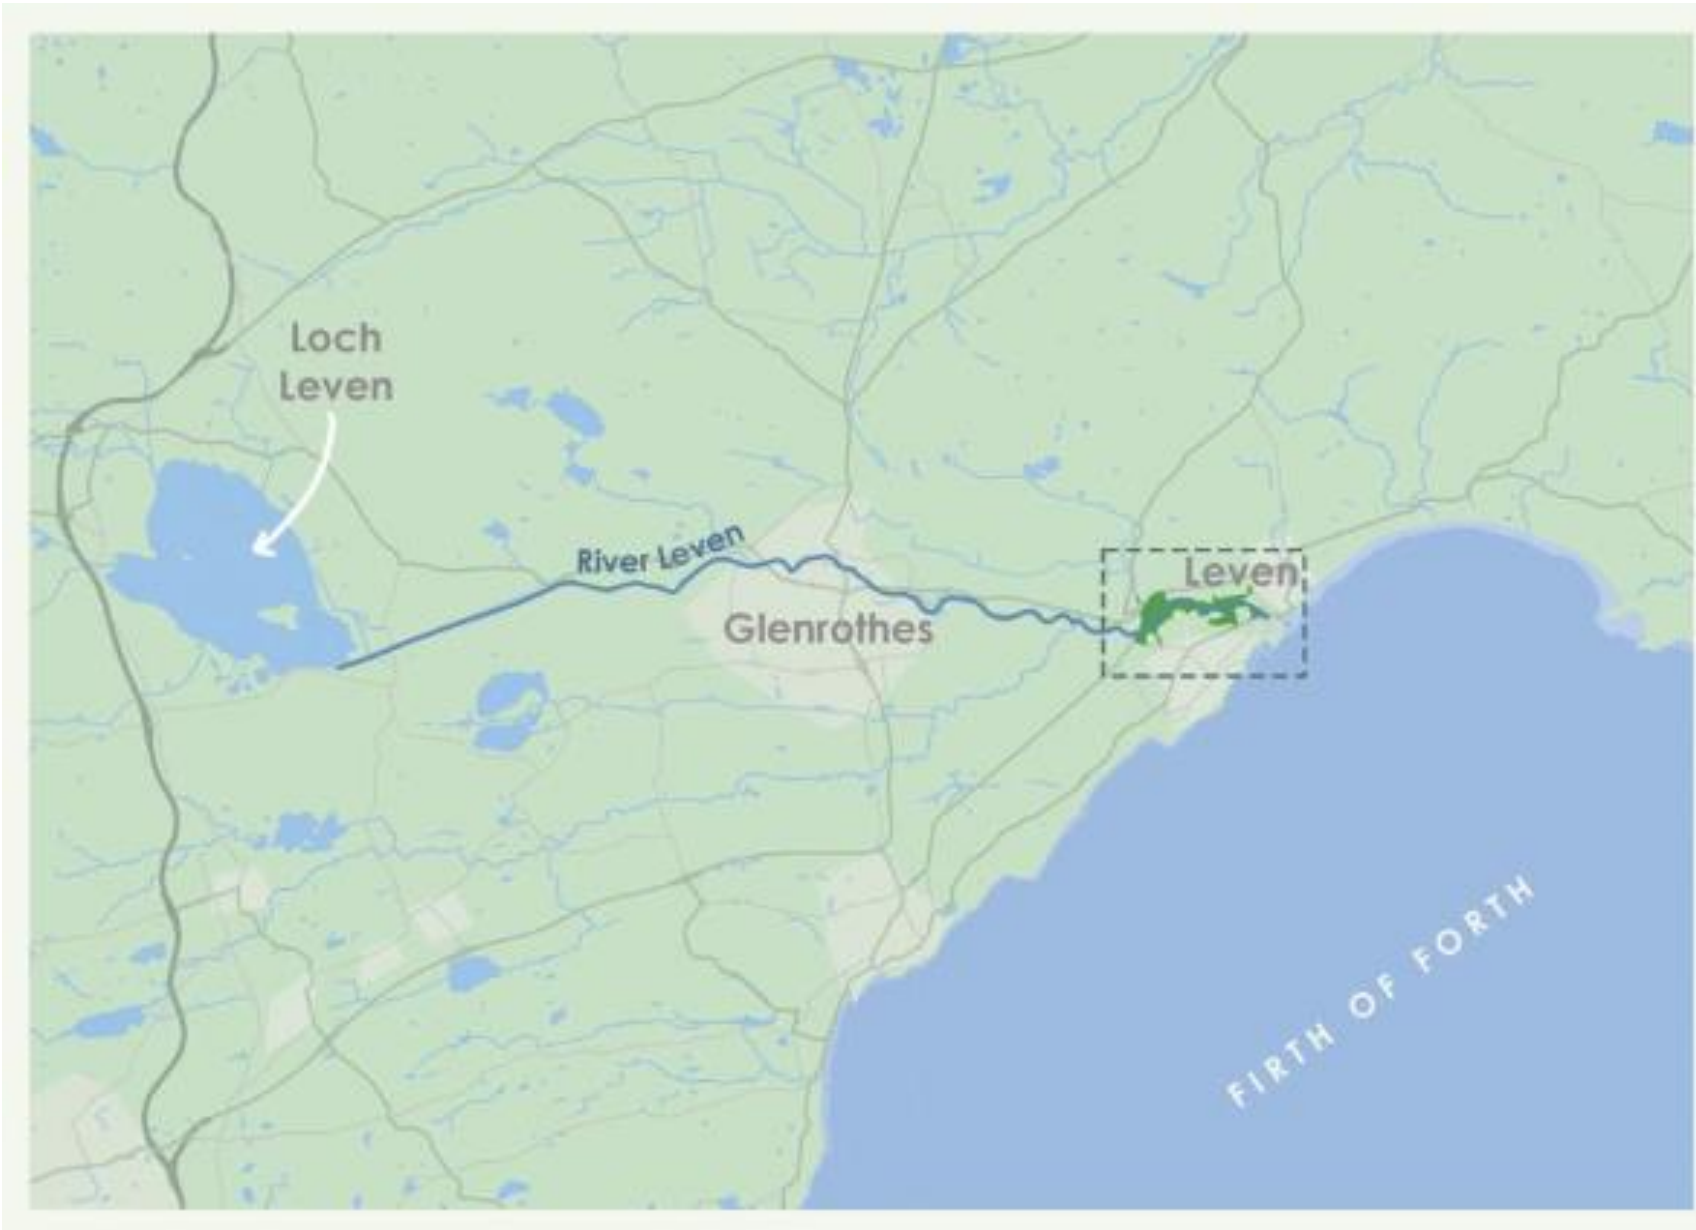 Loch
Leven
River Leven
Leven
Glenrothes
FIRTH OF FORTH